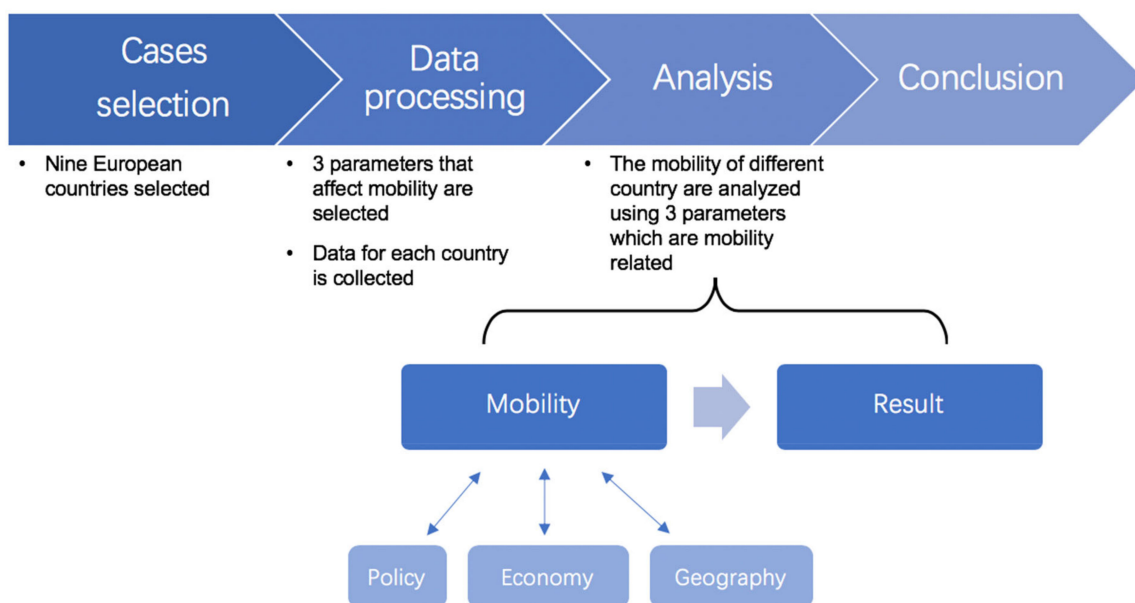 Cases
selection
Data
processing
Analysis
Conclusion
• Nine European
countries selected
• 3 parameters that
affect mobility are
selected
• Data for each country
is collected
• The mobility of different
country are analyzed
using 3 parameters
which are mobility
related
Mobility
Result
Policy
Economy
Geography